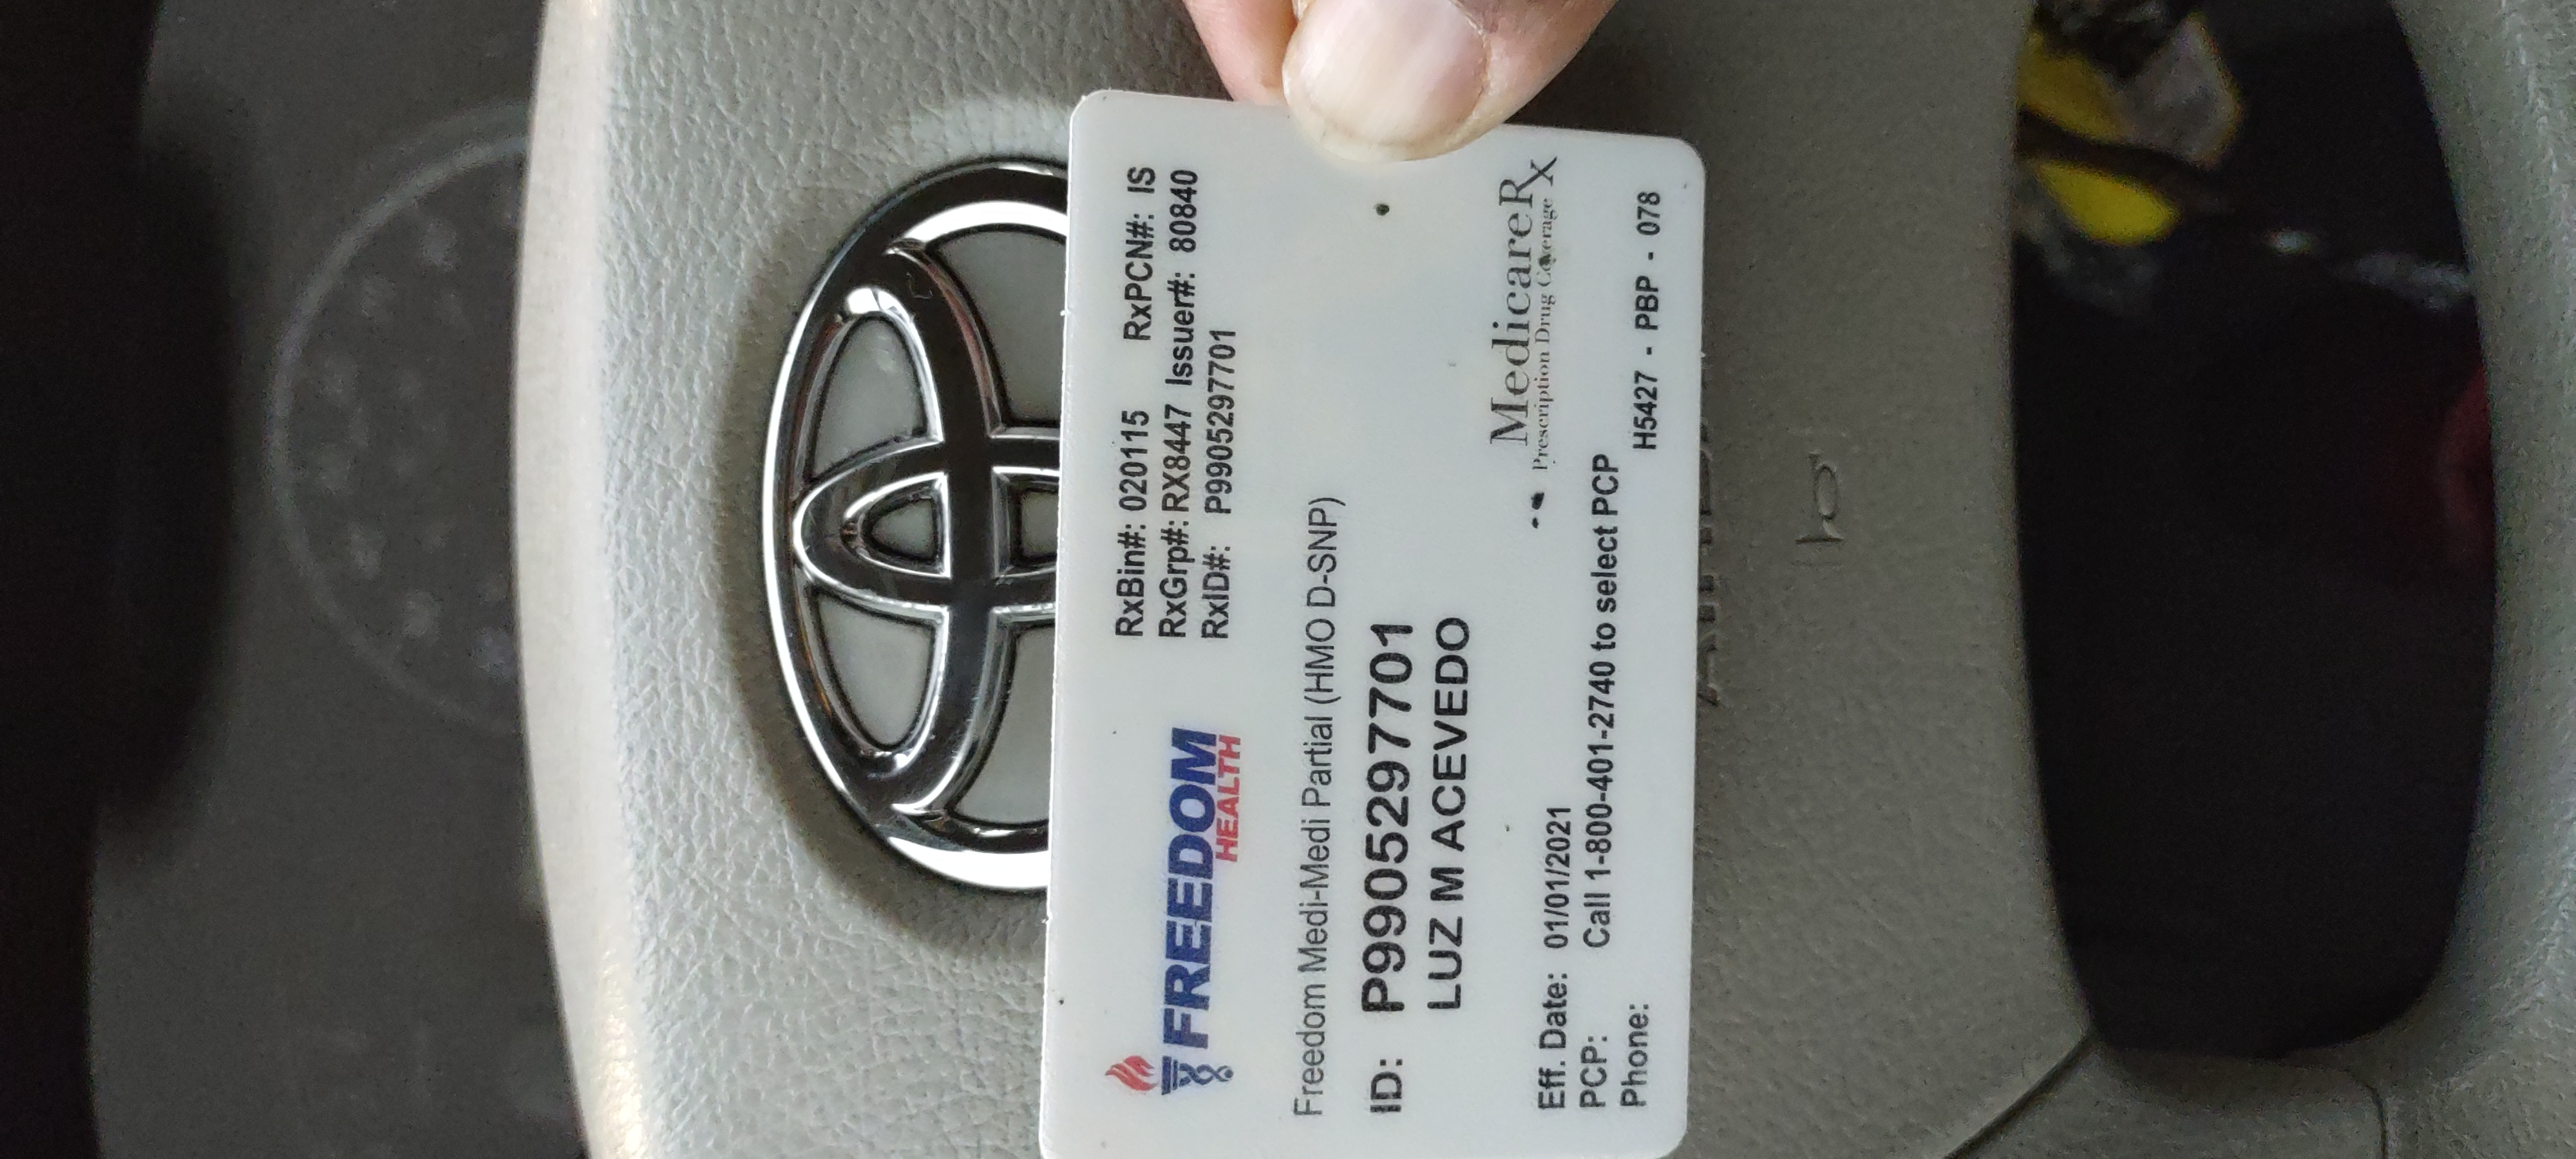 FREEDOM
HEALTH
RxBin#: 020115 RxPCN#: IS
RxGrp#: RX8447 Issuer#: 80840
RxID#: P9905297701
Freedom Medi-Medi Partial (HMO D-SNP)
ID: P9905297701
LUZ M ACEVEDO
MedicareRx
Prescription Drug Coverage
Eff. Date: 01/01/2021
PCP: Call 1-800-401-2740 to select PCP
Phone:
H5427 - PBP - 078